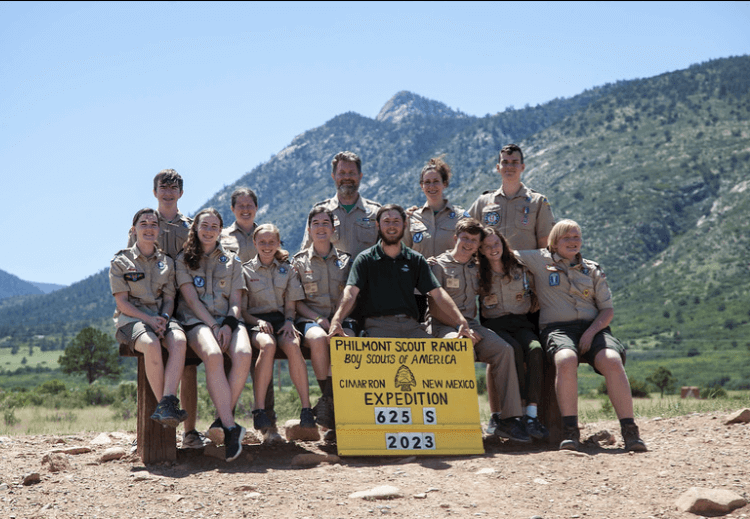 PHILMONT SCOUT RANCH
BOY SCOUTS OF AMERICA
CIMARRON NEW MEXICO
EXPEDITION
625 S
2023